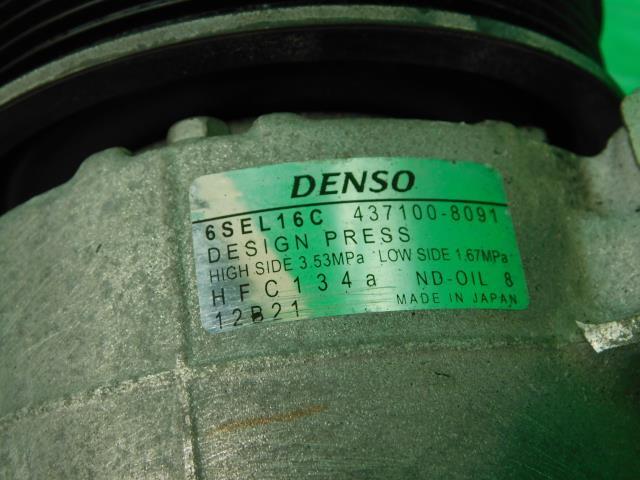 DENSO
6SEL16C 437100-8091
DESIGN PRESS
HIGH SIDE 3.53MPa LOW SIDE 1.67MPa
HFC134a ND-OIL 8
12B21 MADE IN JAPAN